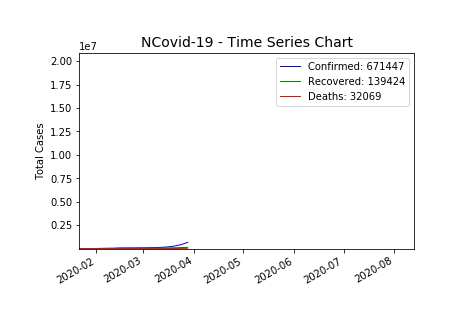 NCovid-19 - Time Series Chart
1e7
2.00
1.75
1.50
1.25
1.00
0.75
0.50
0.25
Total Cases
Confirmed: 671447
Recovered: 139424
Deaths: 32069
2020-02
2020-03
2020-04
2020-05
2020-06
2020-07
2020-08